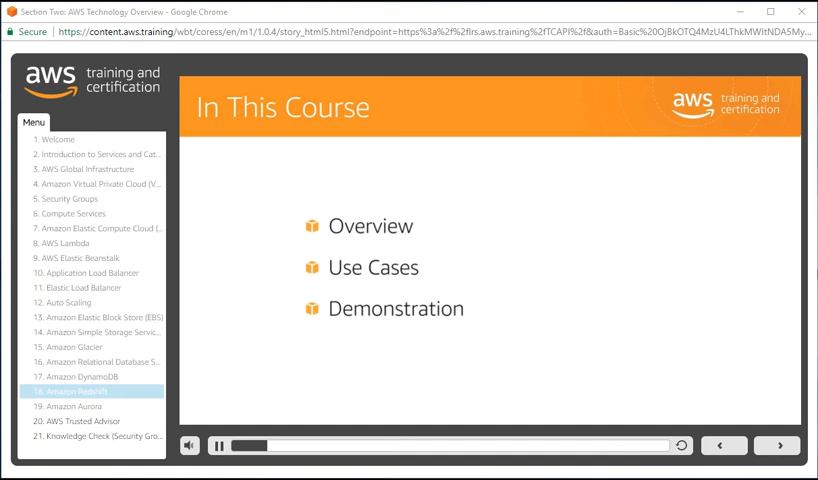 Section Two: AWS Technology Overview - Google Chrome
Secure https://content.aws.training/wbt/coress/en/m1/1.0.4/story_html5.html?endpoint=https%3a%2f%2flrs.aws.training%2fTCAPI%2f&auth=Basic%20OjBkOTQ4MzU4LThkMWItNDA5My...
aws training and certification
In This Course
aws training and certification
Menu
1. Welcome
2. Introduction to Services and Cat...
3. AWS Global Infrastructure
4. Amazon Virtual Private Cloud (V...
5. Security Groups
6. Compute Services
7. Amazon Elastic Compute Cloud (...
8. AWS Lambda
9. AWS Elastic Beanstalk
10. Application Load Balancer
11. Elastic Load Balancer
12. Auto Scaling
13. Amazon Elastic Block Store (EBS)
14. Amazon Simple Storage Servic...
15. Amazon Glacier
16. Amazon Relational Database S...
17. Amazon DynamoDB
18. Amazon Redshift
19. Amazon Aurora
20. AWS Trusted Advisor
21. Knowledge Check (Security Gro...
Overview
Use Cases
Demonstration